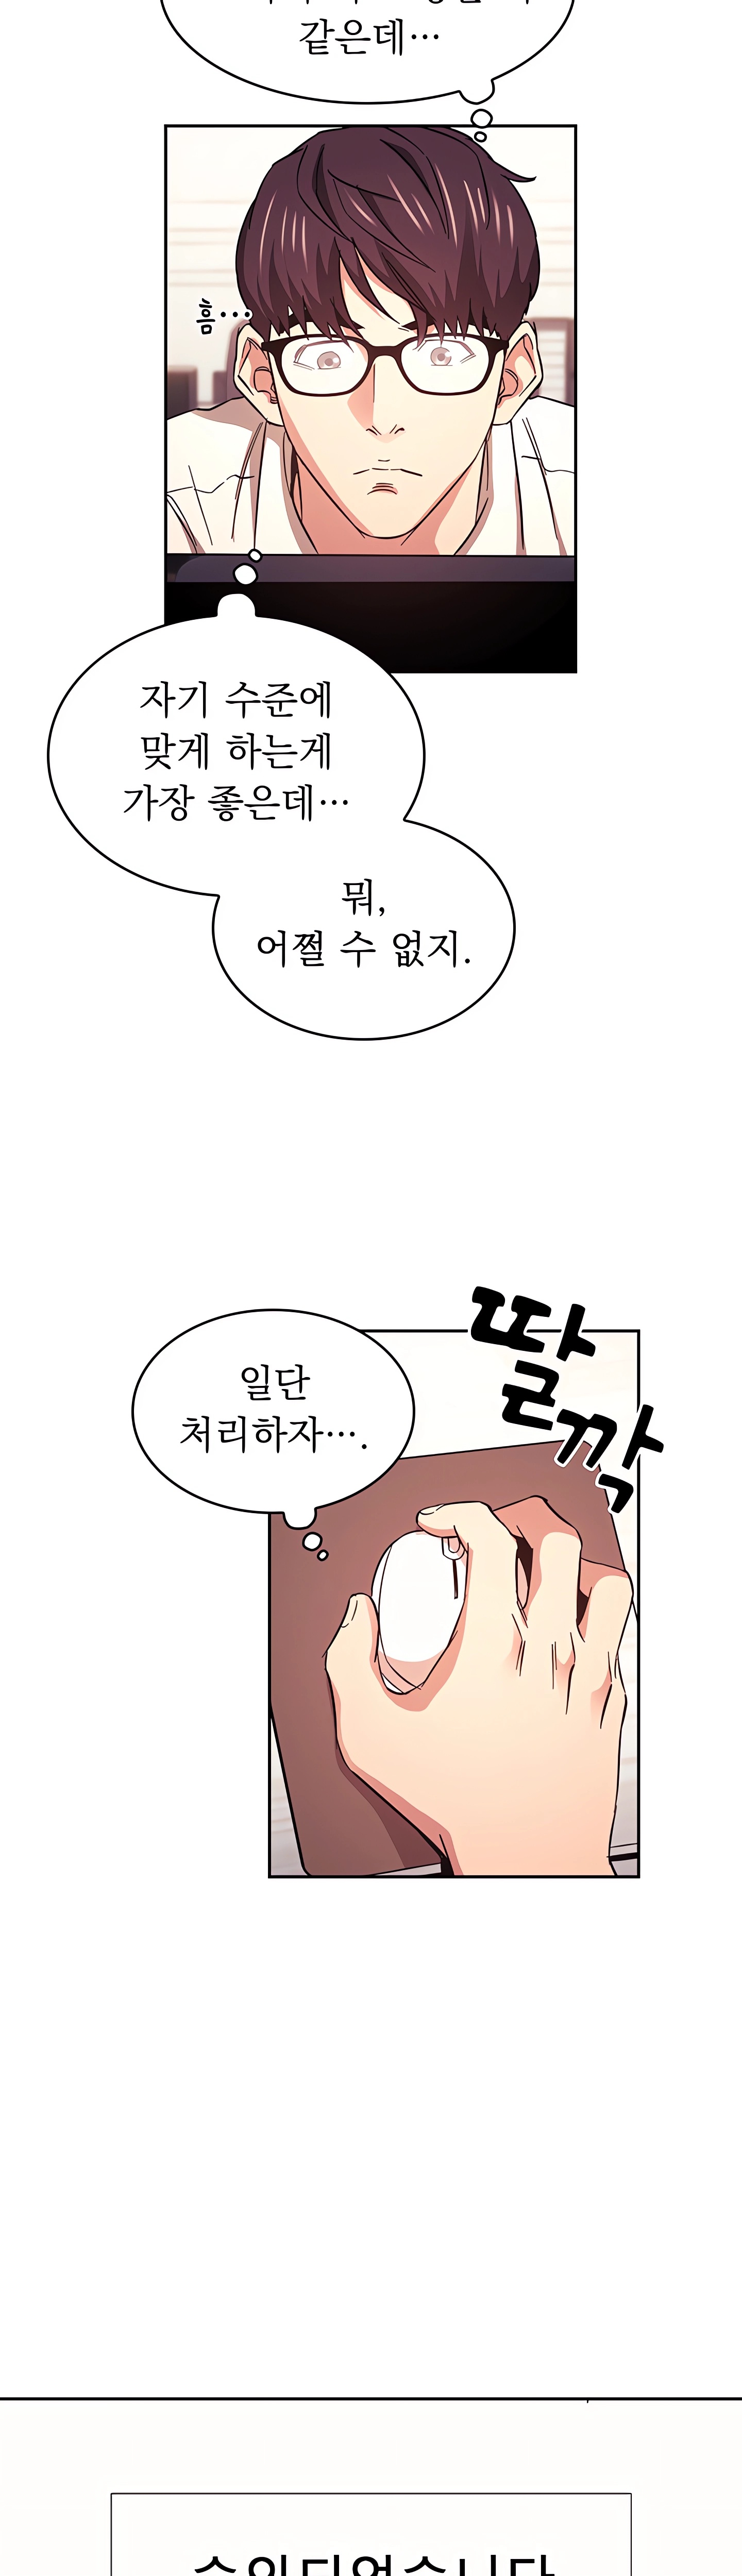 같은데…
흠…
자기 수준에
맞게 하는게
가장 좋은데…
뭐,
어쩔 수 없지.
딸깍
일단
처리하자….